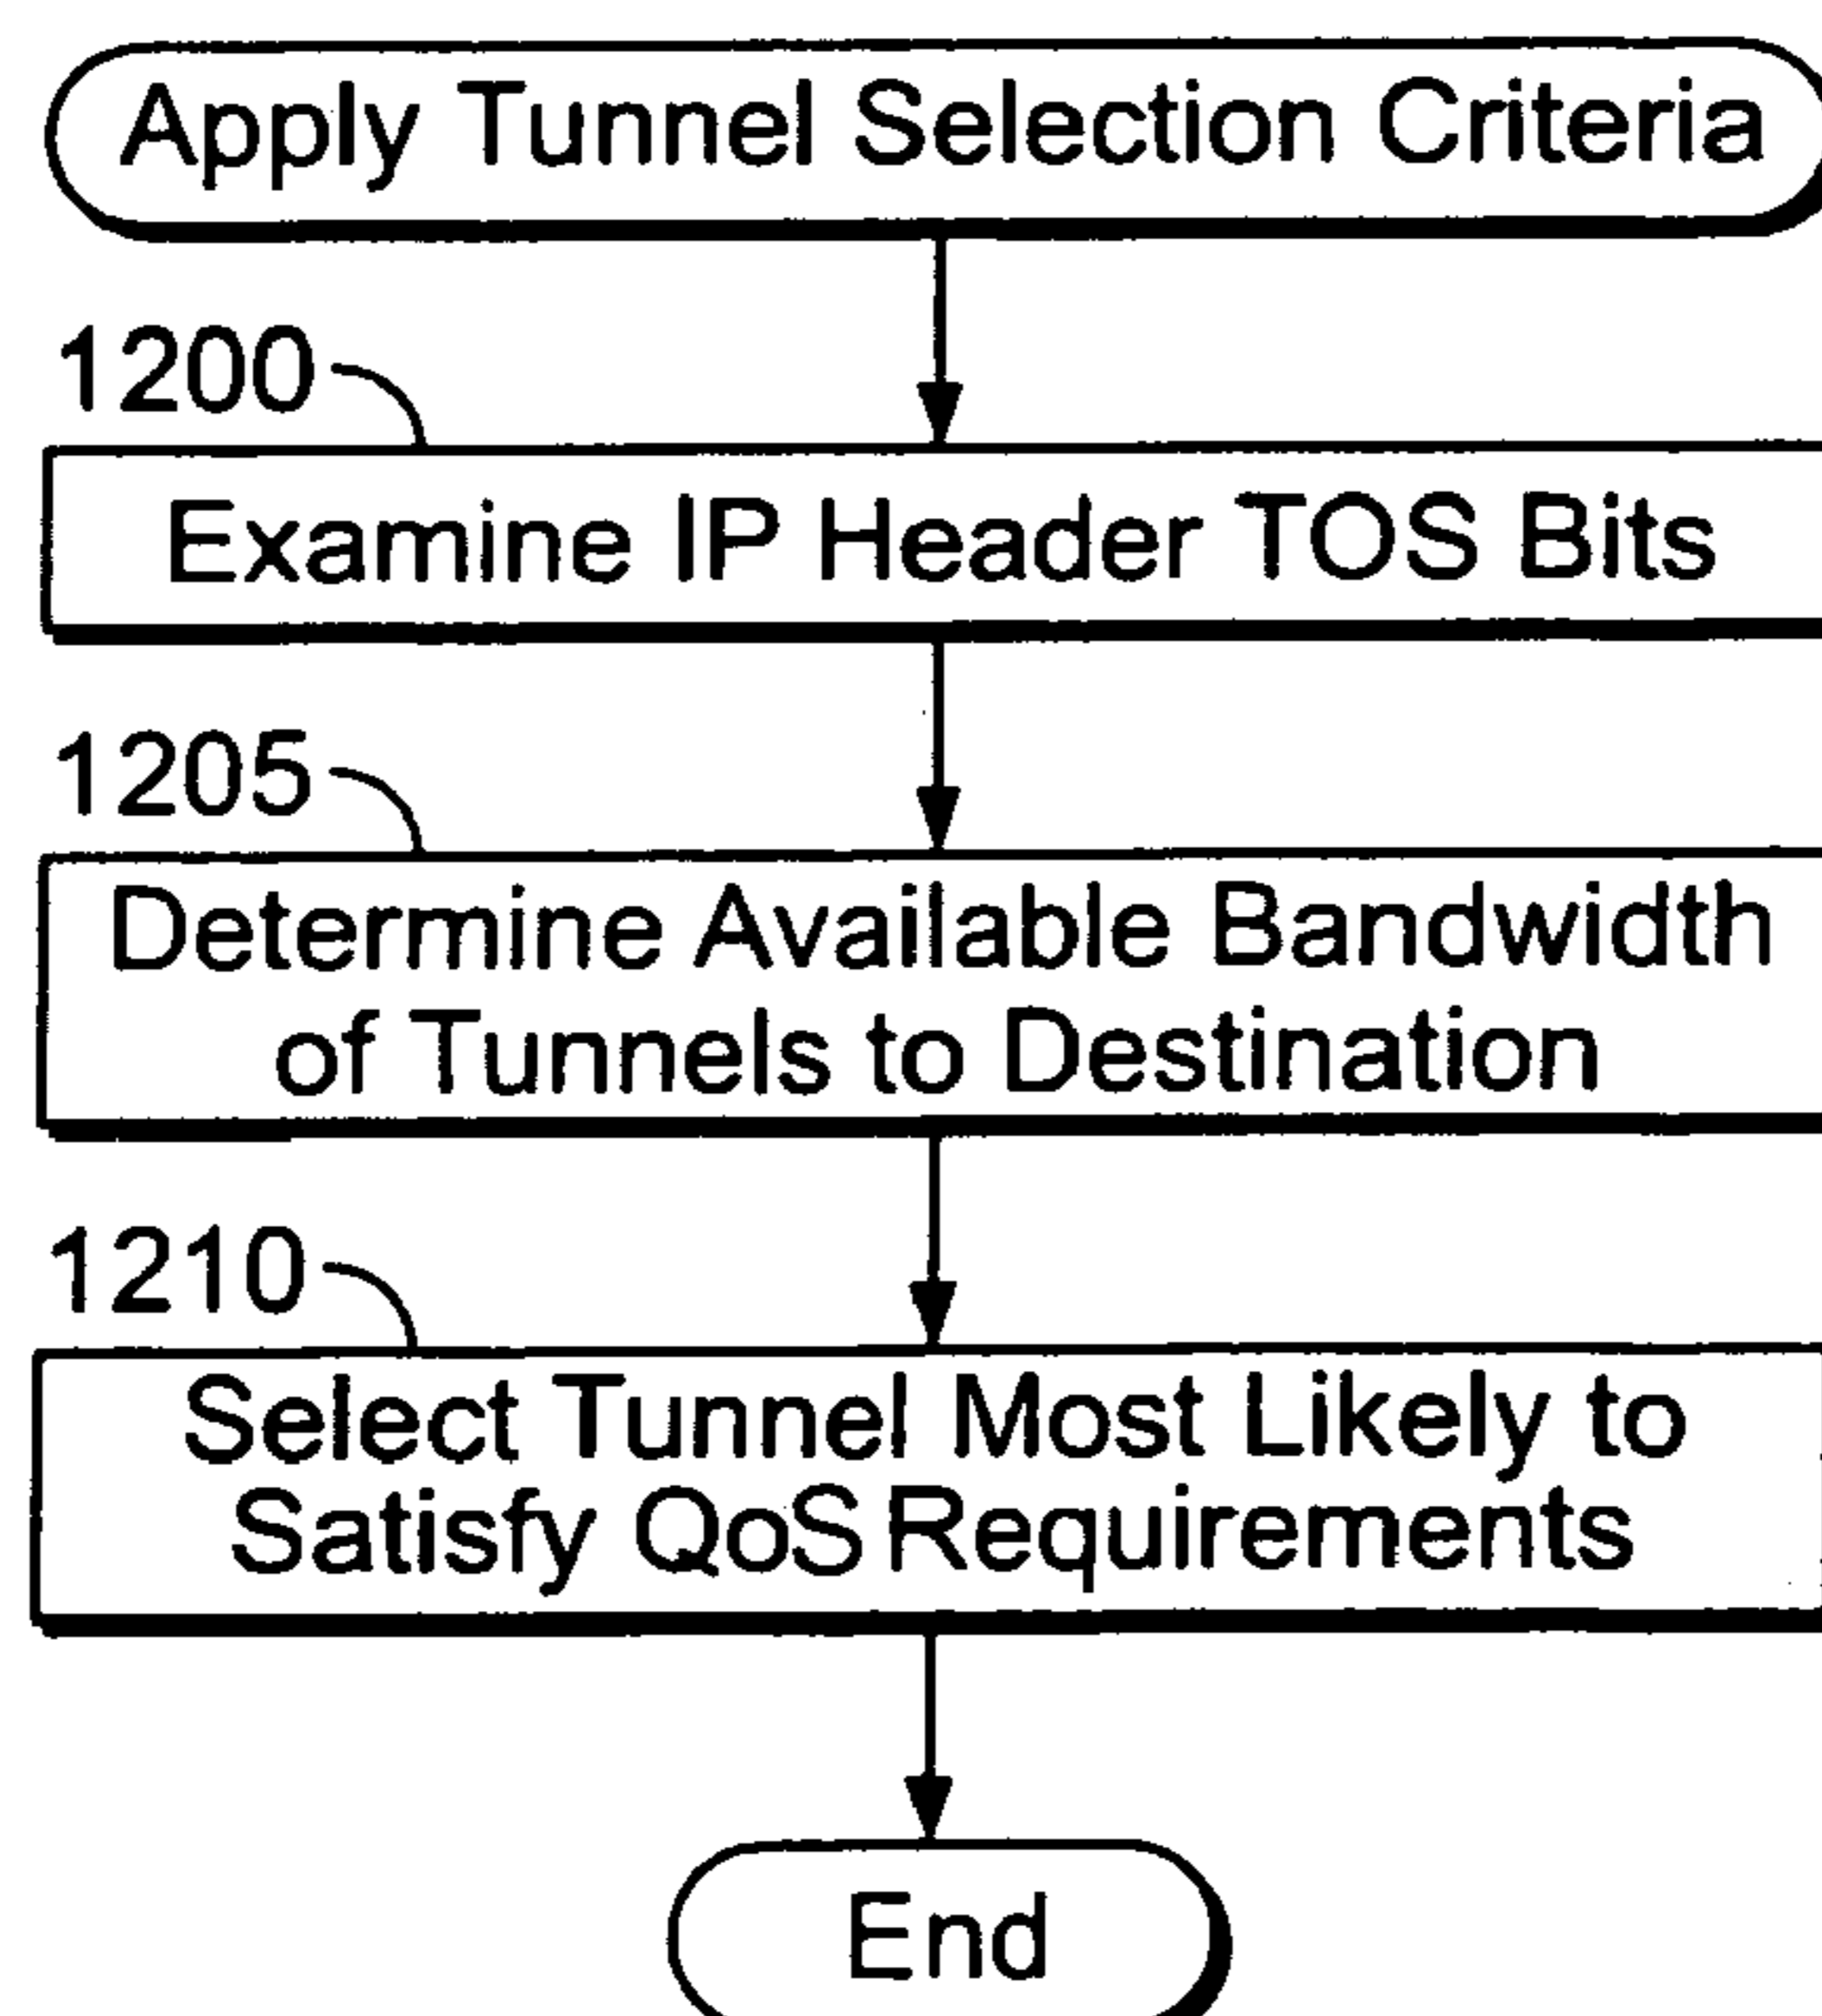 Apply Tunnel Selection Criteria
1200
Examine IP Header TOS Bits
1205
Determine Available Bandwidth
of Tunnels to Destination
1210
Select Tunnel Most Likely to
Satisfy QoS Requirements
End